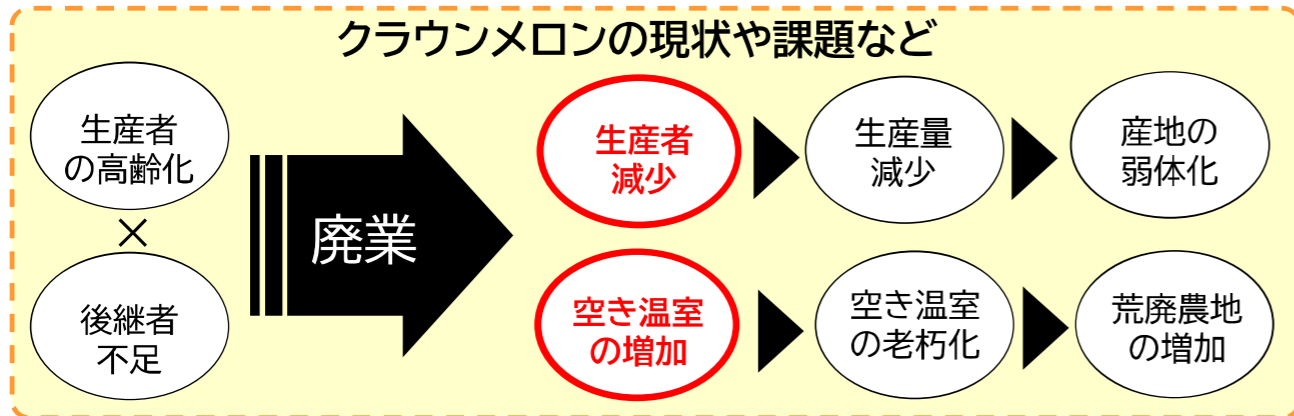 クラウンメロンの現状や課題など
生産者
の高齢化
×
後継者
不足
廃業
生産者
減少
生産量
減少
産地の
弱体化
空き温室
の増加
空き温室
の老朽化
荒廃農地
の増加